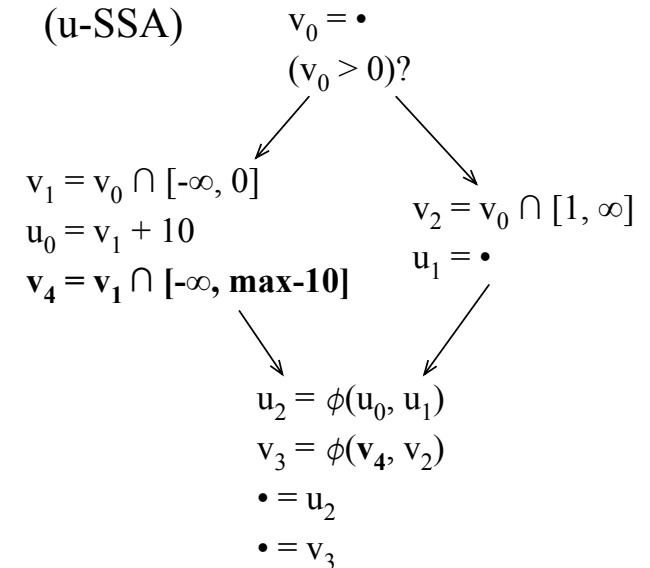 (u-SSA)
v₀ = •
(v₀ > 0)?
v₁ = v₀ ∩ [-∞, 0]
u₀ = v₁ + 10
v₄ = v₁ ∩ [-∞, max-10]
v₂ = v₀ ∩ [1, ∞]
u₁ = •
u₂ = ϕ(u₀, u₁)
v₃ = ϕ(v₄, v₂)
• = u₂
• = v₃